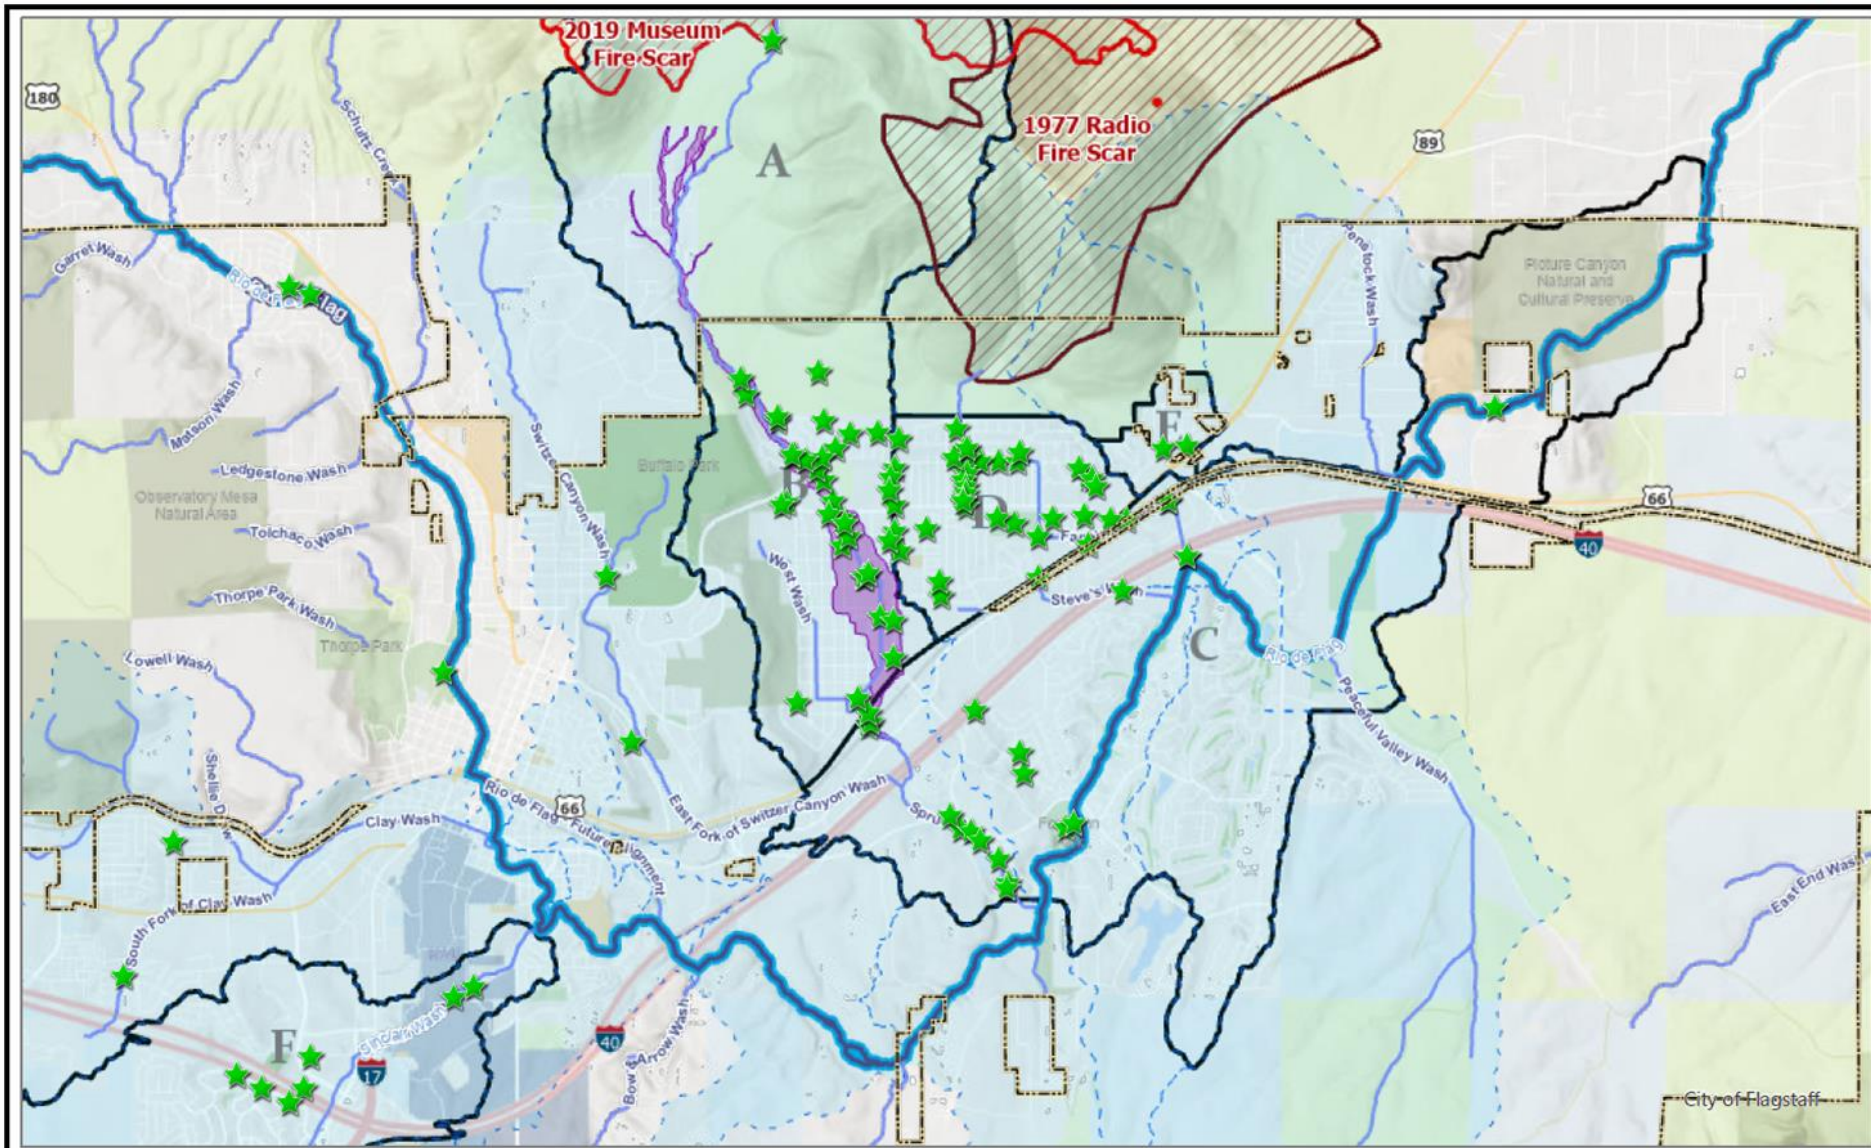 2019 Museum
Fire Scar
180
Schultz Creek
A
1977 Radio
Fire Scar
89
Garret Wash
Rio de Flag
Penstock Wash
Picture Canyon
Natural and
Cultural Preserve
Matson Wash
Switzer Canyon Wash
Buffalo Park
E
B
D
Ledgestone Wash
Observatory Mesa
Natural Area
66
Tolchaco Wash
40
West Wash
Thorpe Park Wash
Steve's Wash
Thorpe Park
C
Rio de Flag
Lowell Wash
Peaceful Valley Wash
Rio de Flag - Future Alignment
66
East Fork of Switzer Canyon Wash
Clay Wash
South Fork of Clay Wash
East End Wash
Sinclair Wash
F
17
40
Bow & Arrow Wash
City of Flagstaff